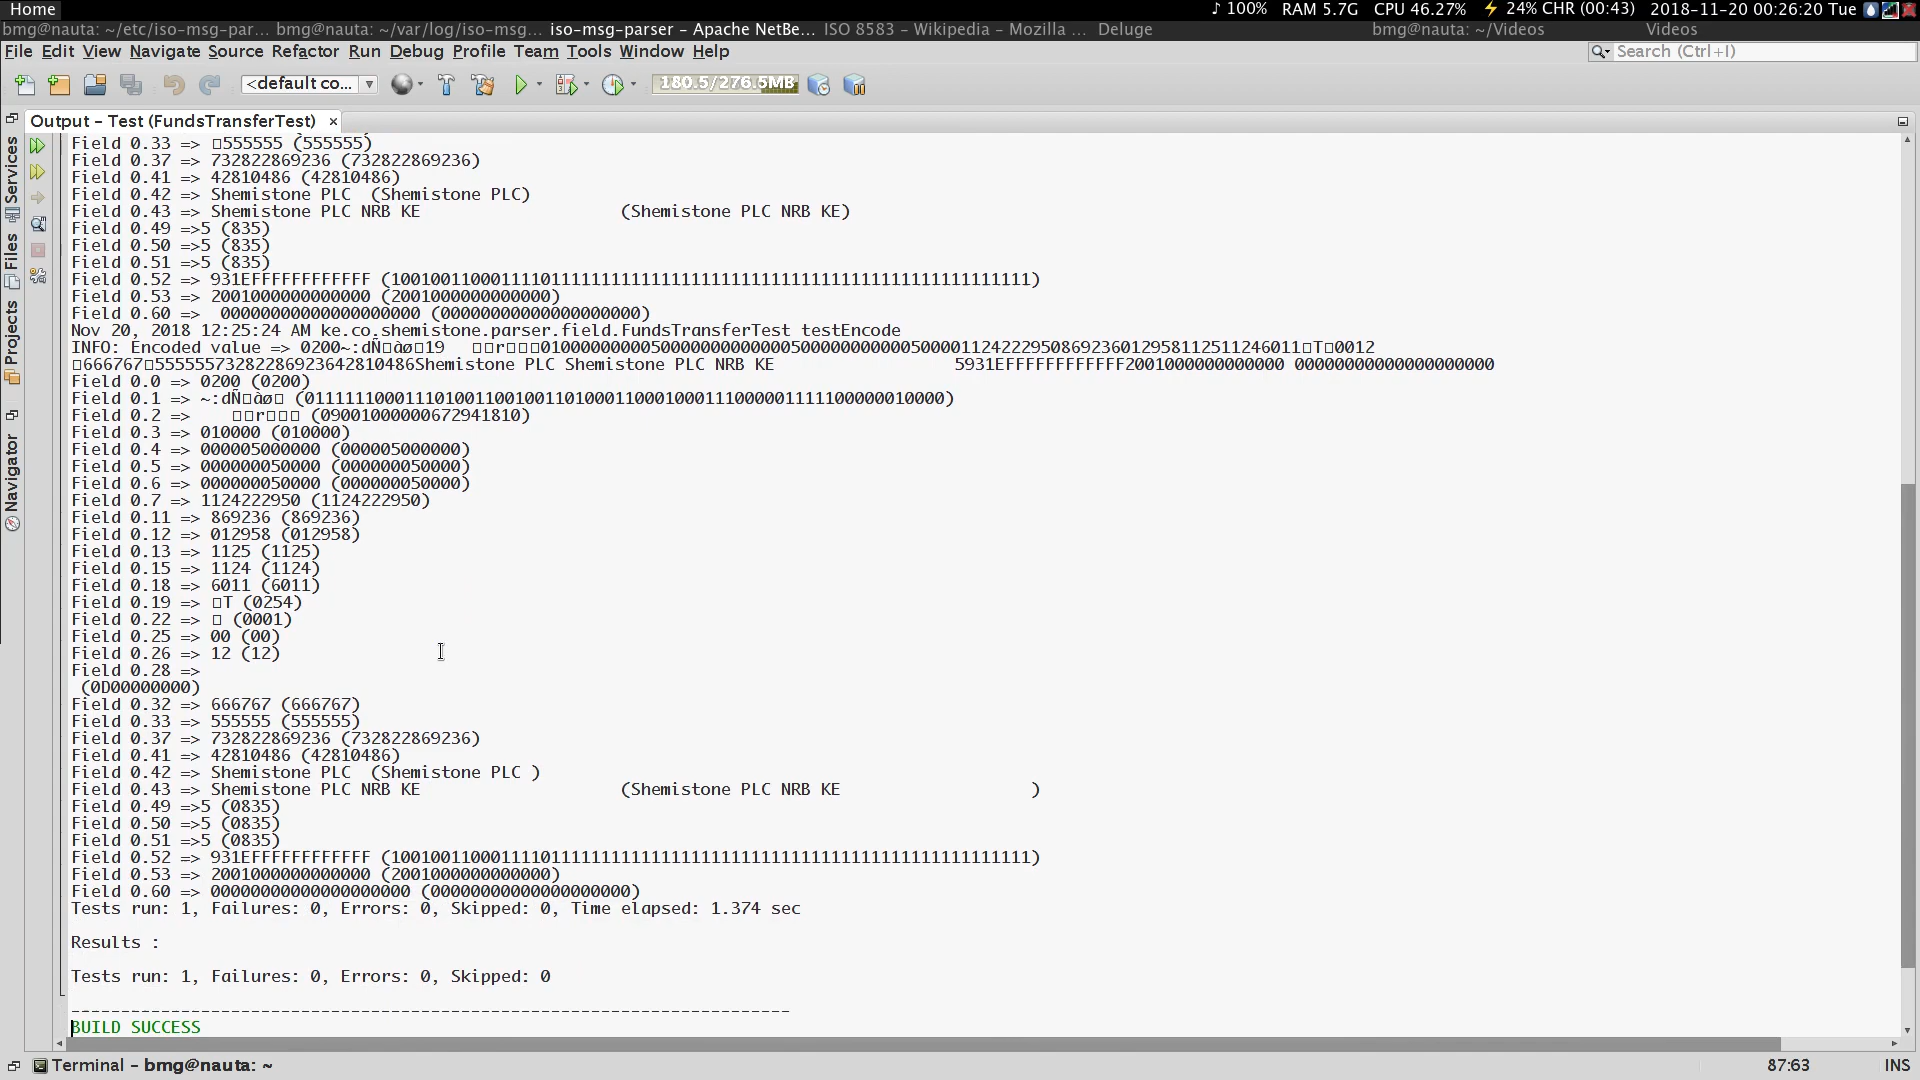 Home
♪ 100% RAM 5.7G CPU 46.27% ⚡ 24% CHR (00:43) 2018-11-20 00:26:20 Tue
bmg@nauta: ~/etc/iso-msg-par... bmg@nauta: ~/var/log/iso-msg... iso-msg-parser – Apache NetBe... ISO 8583 – Wikipedia – Mozilla ... Deluge bmg@nauta: ~/Videos Videos
File Edit View Navigate Source Refactor Run Debug Profile Team Tools Window Help Search (Ctrl+I)
<default co... 180.5/276.5MB
Output – Test (FundsTransferTest) ×
Services
Files
Projects
Navigator
Field 0.33 => □555555 (555555)
Field 0.37 => 732822869236 (732822869236)
Field 0.41 => 42810486 (42810486)
Field 0.42 => Shemistone PLC  (Shemistone PLC)
Field 0.43 => Shemistone PLC NRB KE                    (Shemistone PLC NRB KE)
Field 0.49 =>5 (835)
Field 0.50 =>5 (835)
Field 0.51 =>5 (835)
Field 0.52 => 931EFFFFFFFFFFFF
Field 0.53 => 2001000000000000 (2001000000000000)
Field 0.60 =>
Nov 20, 2018 12:25:24 AM ke.co.shemistone.parser.field.FundsTransferTest testEncode
INFO: Encoded value =>
□666767□55555573282286923642810486Shemistone PLC Shemistone PLC NRB KE                  5931EFFFFFFFFFFFF2001000000000000
Field 0.0 => 0200 (0200)
Field 0.1 => ~:dÑ□àø□
Field 0.2 =>    □□r□□□ (0900100000067294​1810)
Field 0.3 => 010000 (010000)
Field 0.4 => 000005000000 (000005000000)
Field 0.5 => 000000050000 (000000050000)
Field 0.6 => 000000050000 (000000050000)
Field 0.7 => 1124222950 (1124222950)
Field 0.11 => 869236 (869236)
Field 0.12 => 012958 (012958)
Field 0.13 => 1125 (1125)
Field 0.15 => 1124 (1124)
Field 0.18 => 6011 (6011)
Field 0.19 => □T (0254)
Field 0.22 => □ (0001)
Field 0.25 => 00 (00)
Field 0.26 => 12 (12)
Field 0.28 =>
(0D00000000)
Field 0.32 => 666767 (666767)
Field 0.33 => 555555 (555555)
Field 0.37 => 732822869236 (732822869236)
Field 0.41 => 42810486 (42810486)
Field 0.42 => Shemistone PLC  (Shemistone PLC )
Field 0.43 => Shemistone PLC NRB KE                    (Shemistone PLC NRB KE                   )
Field 0.49 =>5 (0835)
Field 0.50 =>5 (0835)
Field 0.51 =>5 (0835)
Field 0.52 => 931EFFFFFFFFFFFF
Field 0.53 => 2001000000000000 (2001000000000000)
Field 0.60 =>
Tests run: 1, Failures: 0, Errors: 0, Skipped: 0, Time elapsed: 1.374 sec
Results :
Tests run: 1, Failures: 0, Errors: 0, Skipped: 0
------------------------------------------------------------------------
BUILD SUCCESS
Terminal – bmg@nauta: ~ 87:63 INS